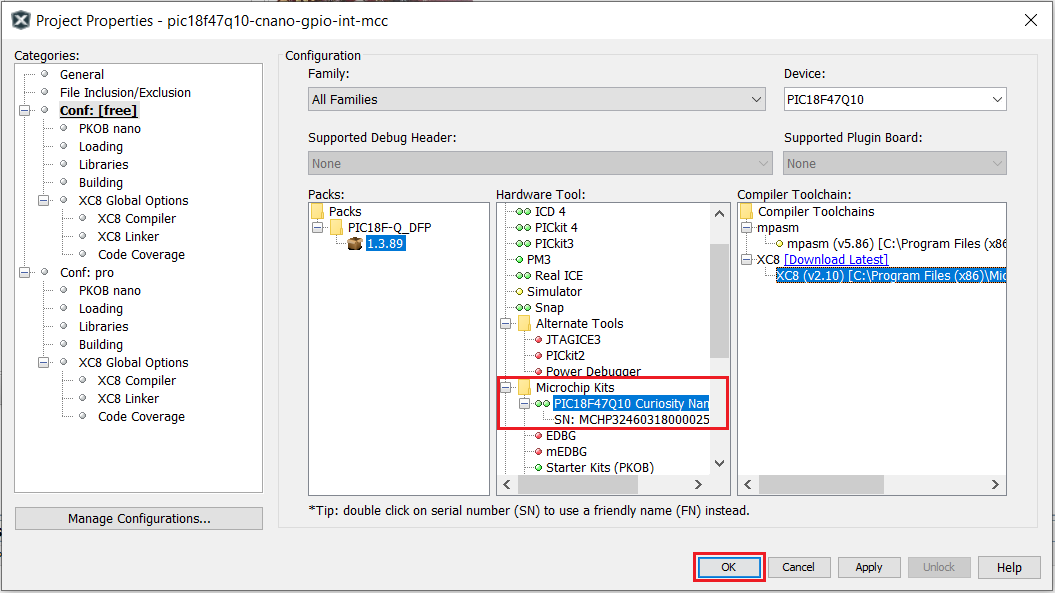 Project Properties - pic18f47q10-cnano-gpio-int-mcc
Categories:
General
File Inclusion/Exclusion
Conf: [free]
PKOB nano
Loading
Libraries
Building
XC8 Global Options
XC8 Compiler
XC8 Linker
Code Coverage
Conf: pro
PKOB nano
Loading
Libraries
Building
XC8 Global Options
XC8 Compiler
XC8 Linker
Code Coverage
Manage Configurations...
Configuration
Family:
All Families
Device:
PIC18F47Q10
Supported Debug Header:
None
Supported Plugin Board:
None
Packs:
Packs
PIC18F-Q_DFP
1.3.89
Hardware Tool:
ICD 4
PICkit 4
PICkit3
PM3
Real ICE
Simulator
Snap
Alternate Tools
JTAGICE3
PICkit2
Power Debugger
Microchip Kits
PIC18F47Q10 Curiosity Nan
SN: MCHP32460318000025
EDBG
mEDBG
Starter Kits (PKOB)
Compiler Toolchain:
Compiler Toolchains
mpasm
mpasm (v5.86) [C:\Program Files (x86
XC8 [Download Latest]
XC8 (v2.10) [C:\Program Files (x86)\Mic
*Tip: double click on serial number (SN) to use a friendly name (FN) instead.
OK
Cancel
Apply
Unlock
Help